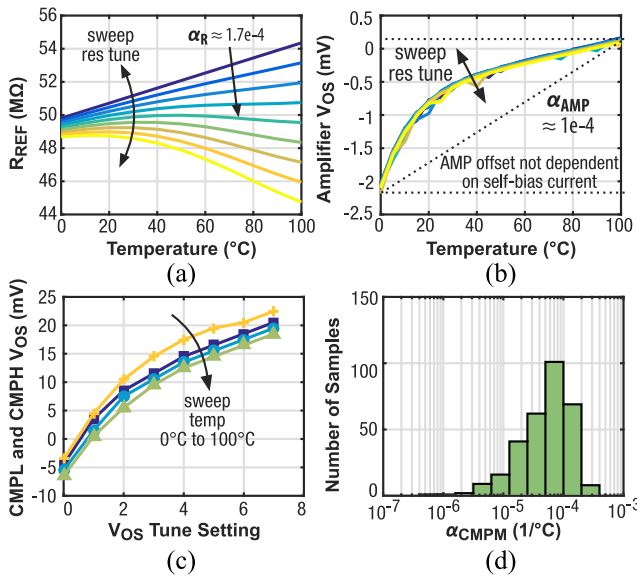 56
54
52
50
48
46
44
0 20 40 60 80 100
R_REF (MΩ)
Temperature (°C)
sweep
res tune
α_R ≈ 1.7e-4
(a)
0.5
0
-0.5
-1
-1.5
-2
-2.5
0 20 40 60 80 100
Amplifier V_OS (mV)
Temperature (°C)
sweep
res tune
α_AMP
≈ 1e-4
AMP offset not dependent
on self-bias current
(b)
25
20
15
10
5
0
-5
-10
0 2 4 6 8
CMPL and CMPH V_OS (mV)
V_OS Tune Setting
sweep
temp
0°C to 100°C
(c)
150
100
50
0
10^-7 10^-6 10^-5 10^-4 10^-3
Number of Samples
α_CMPM (1/°C)
(d)